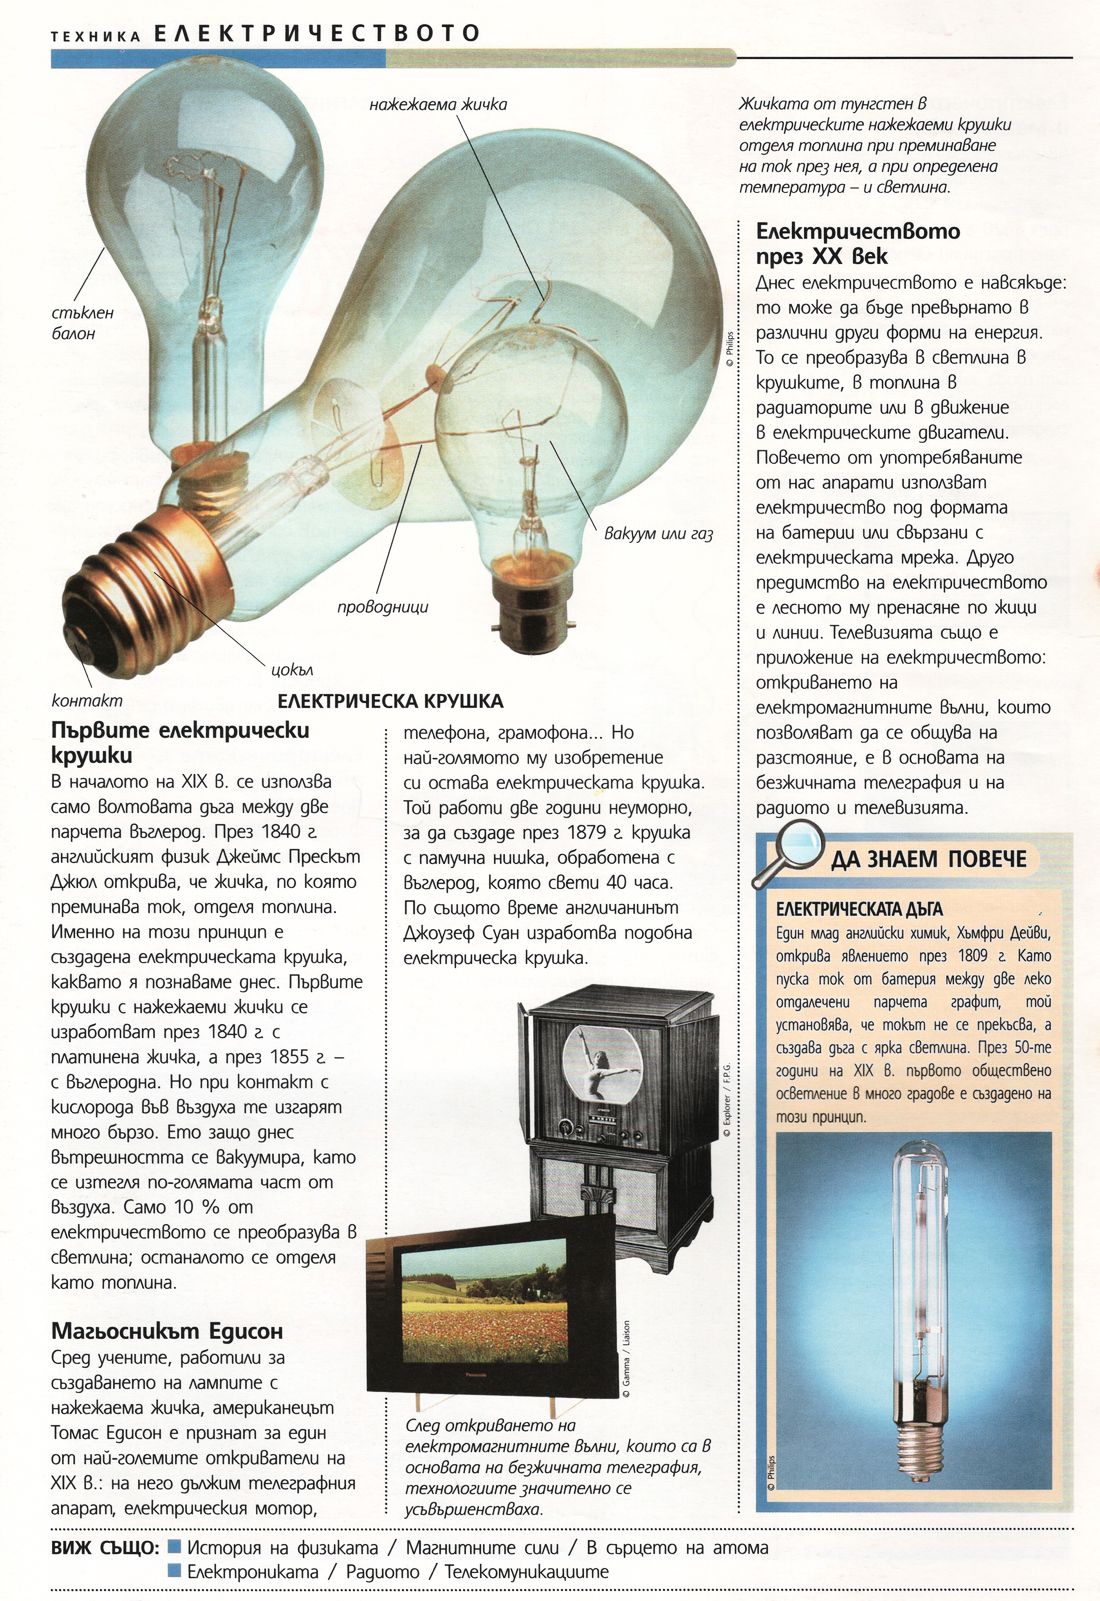 ТЕХНИКА ЕЛЕКТРИЧЕСТВОТО
нажежаема жичка
стъклен
балон
© Philips
вакуум или газ
проводници
цокъл
контакт
ЕЛЕКТРИЧЕСКА КРУШКА
Жичката от тунгстен в
електрическите нажежаеми крушки
отделя топлина при преминаване
на ток през нея, а при определена
температура – и светлина.
Първите електрически
крушки
В началото на XIX в. се използва
само волтовата дъга между две
парчета въглерод. През 1840 г.
английският физик Джеймс Прескът
Джюл открива, че жичка, по която
преминава ток, отделя топлина.
Именно на този принцип е
създадена електрическата крушка,
каквато я познаваме днес. Първите
крушки с нажежаеми жички се
изработват през 1840 г. с
платинена жичка, а през 1855 г. –
с въглеродна. Но при контакт с
кислорода във въздуха те изгарят
много бързо. Ето защо днес
вътрешността се вакуумира, като
се изтегля по-голямата част от
въздуха. Само 10 % от
електричеството се преобразува в
светлина; останалото се отделя
като топлина.
Магьосникът Едисон
Сред учените, работили за
създаването на лампите с
нажежаема жичка, американецът
Томас Едисон е признат за един
от най-големите откриватели на
XIX в.: на него дължим телеграфния
апарат, електрическия мотор,
телефона, грамофона... Но
най-голямото му изобретение
си остава електрическата крушка.
Той работи две години неуморно,
за да създаде през 1879 г. крушка
с памучна нишка, обработена с
въглерод, която свети 40 часа.
По същото време англичанинът
Джоузеф Суан изработва подобна
електрическа крушка.
© Explorer / F.P.G.
Panasonic
© Gamma / Liaison
След откриването на
електромагнитните вълни, които са в
основата на безжичната телеграфия,
технологиите значително се
усъвършенстваха.
Електричеството
през XX век
Днес електричеството е навсякъде:
то може да бъде превърнато в
различни други форми на енергия.
То се преобразува в светлина в
крушките, в топлина в
радиаторите или в движение
в електрическите двигатели.
Повечето от употребяваните
от нас апарати използват
електричество под формата
на батерии или свързани с
електрическата мрежа. Друго
предимство на електричеството
е лесното му пренасяне по жици
и линии. Телевизията също е
приложение на електричеството:
откриването на
електромагнитните вълни, които
позволяват да се общува на
разстояние, е в основата на
безжичната телеграфия и на
радиото и телевизията.
ДА ЗНАЕМ ПОВЕЧЕ
ЕЛЕКТРИЧЕСКАТА ДЪГА
Един млад английски химик, Хъмфри Дейви,
открива явлението през 1809 г. Като
пуска ток от батерия между две леко
отдалечени парчета графит, той
установява, че токът не се прекъсва, а
създава дъга с ярка светлина. През 50-те
години на XIX в. първото обществено
осветление в много градове е създадено на
този принцип.
© Philips
ВИЖ СЪЩО: История на физиката / Магнитните сили / В сърцето на атома
Електрониката / Радиото / Телекомуникациите